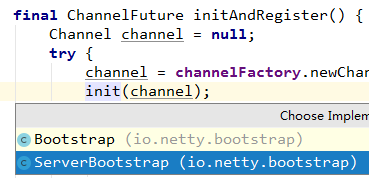 final ChannelFuture initAndRegister() {
Channel channel = null;
try {
channel = channelFactory.newChan
init(channel);
Choose Implem
Bootstrap (io.netty.bootstrap)
ServerBootstrap (io.netty.bootstrap)